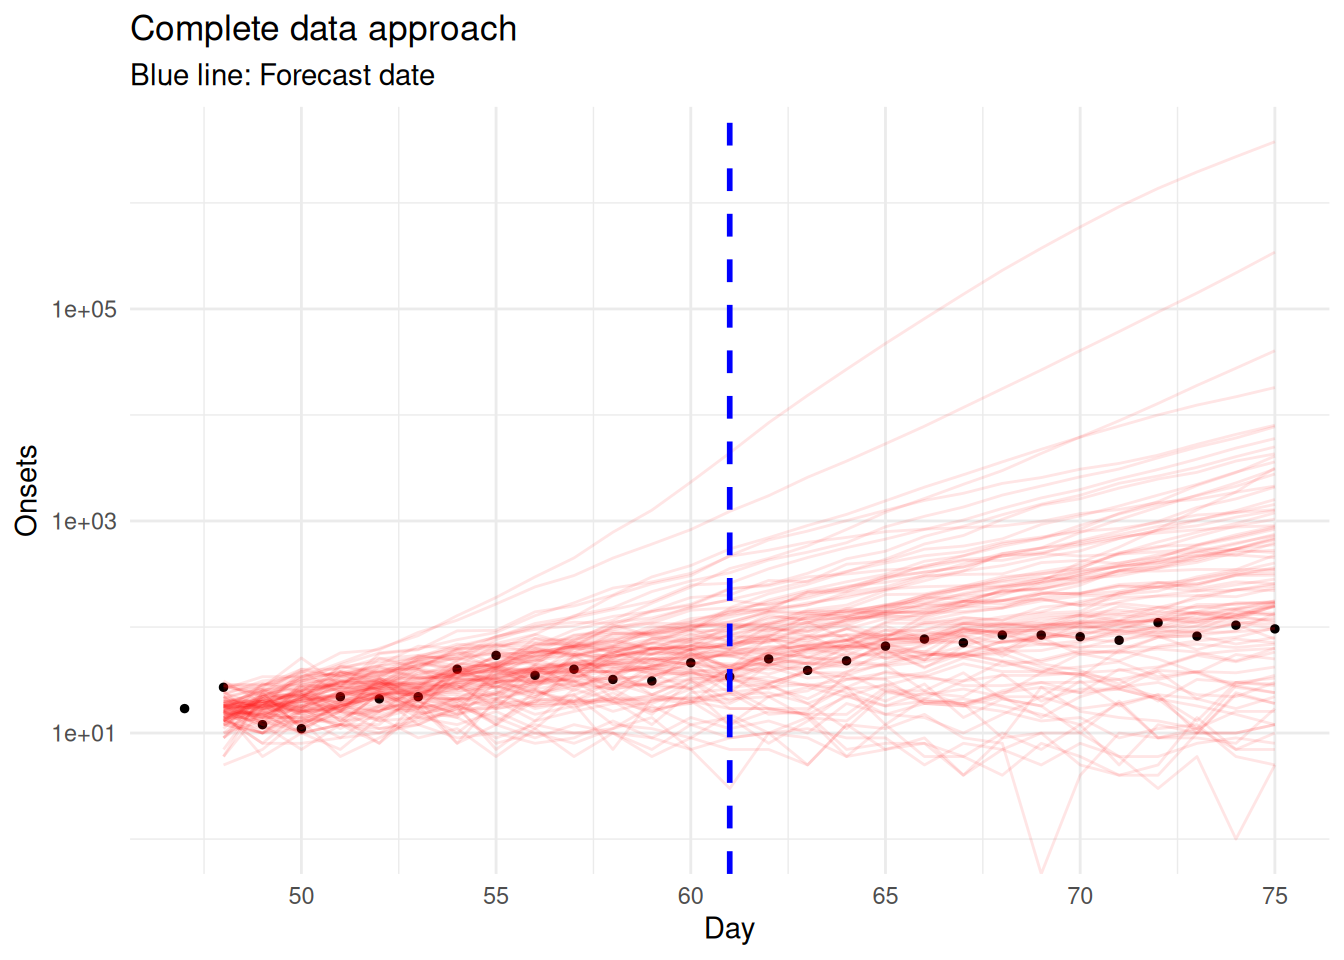 Complete data approach
Blue line: Forecast date
1e+05
1e+03
1e+01
Onsets
50 55 60 65 70 75
Day